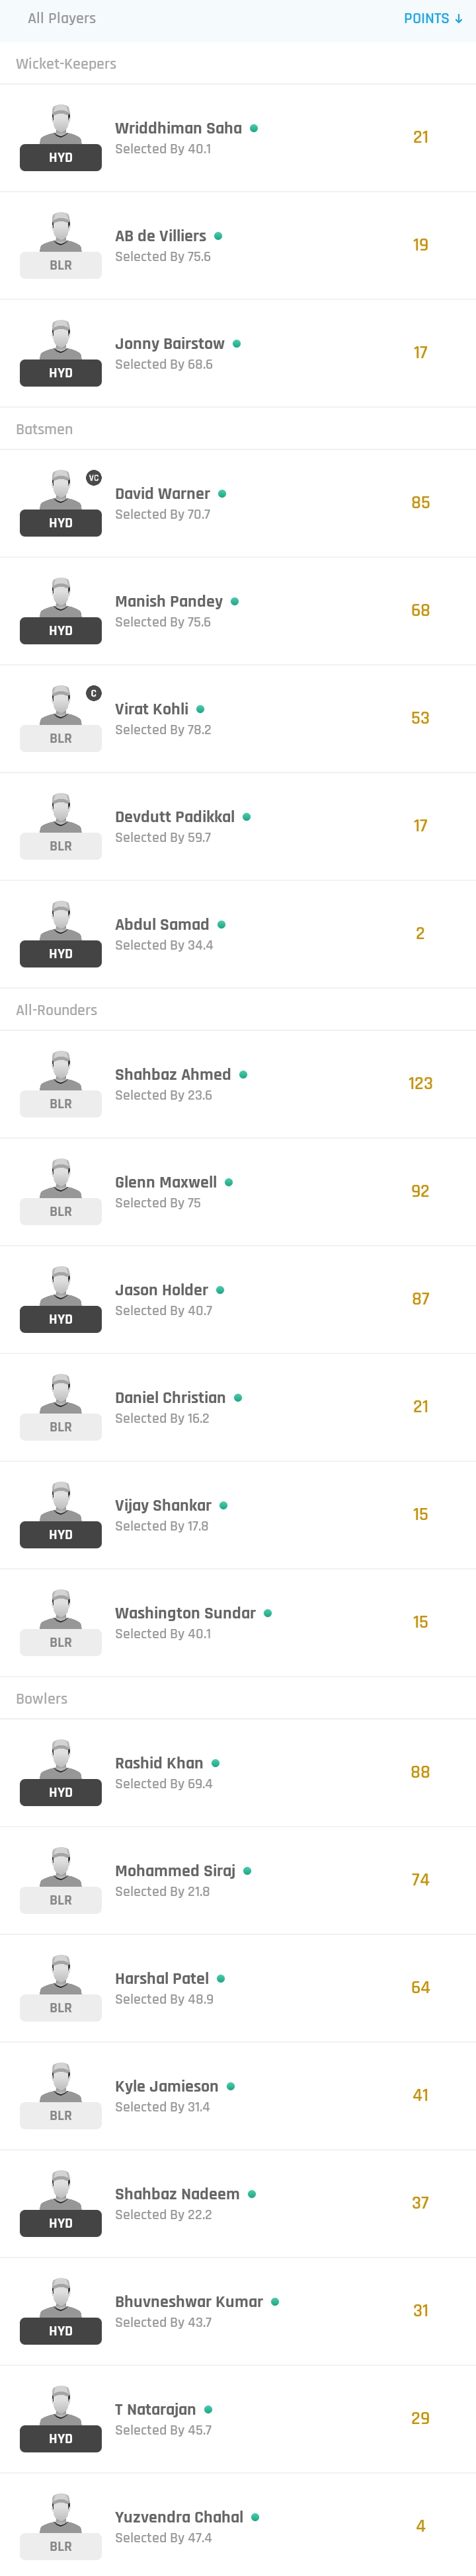 All Players POINTS ↓
Wicket-Keepers
HYD Wriddhiman Saha 21
Selected By 40.1
BLR AB de Villiers 19
Selected By 75.6
HYD Jonny Bairstow 17
Selected By 68.6
Batsmen
VC HYD David Warner 85
Selected By 70.7
HYD Manish Pandey 68
Selected By 75.6
C BLR Virat Kohli 53
Selected By 78.2
BLR Devdutt Padikkal 17
Selected By 59.7
HYD Abdul Samad 2
Selected By 34.4
All-Rounders
BLR Shahbaz Ahmed 123
Selected By 23.6
BLR Glenn Maxwell 92
Selected By 75
HYD Jason Holder 87
Selected By 40.7
BLR Daniel Christian 21
Selected By 16.2
HYD Vijay Shankar 15
Selected By 17.8
BLR Washington Sundar 15
Selected By 40.1
Bowlers
HYD Rashid Khan 88
Selected By 69.4
BLR Mohammed Siraj 74
Selected By 21.8
BLR Harshal Patel 64
Selected By 48.9
BLR Kyle Jamieson 41
Selected By 31.4
HYD Shahbaz Nadeem 37
Selected By 22.2
HYD Bhuvneshwar Kumar 31
Selected By 43.7
HYD T Natarajan 29
Selected By 45.7
BLR Yuzvendra Chahal 4
Selected By 47.4